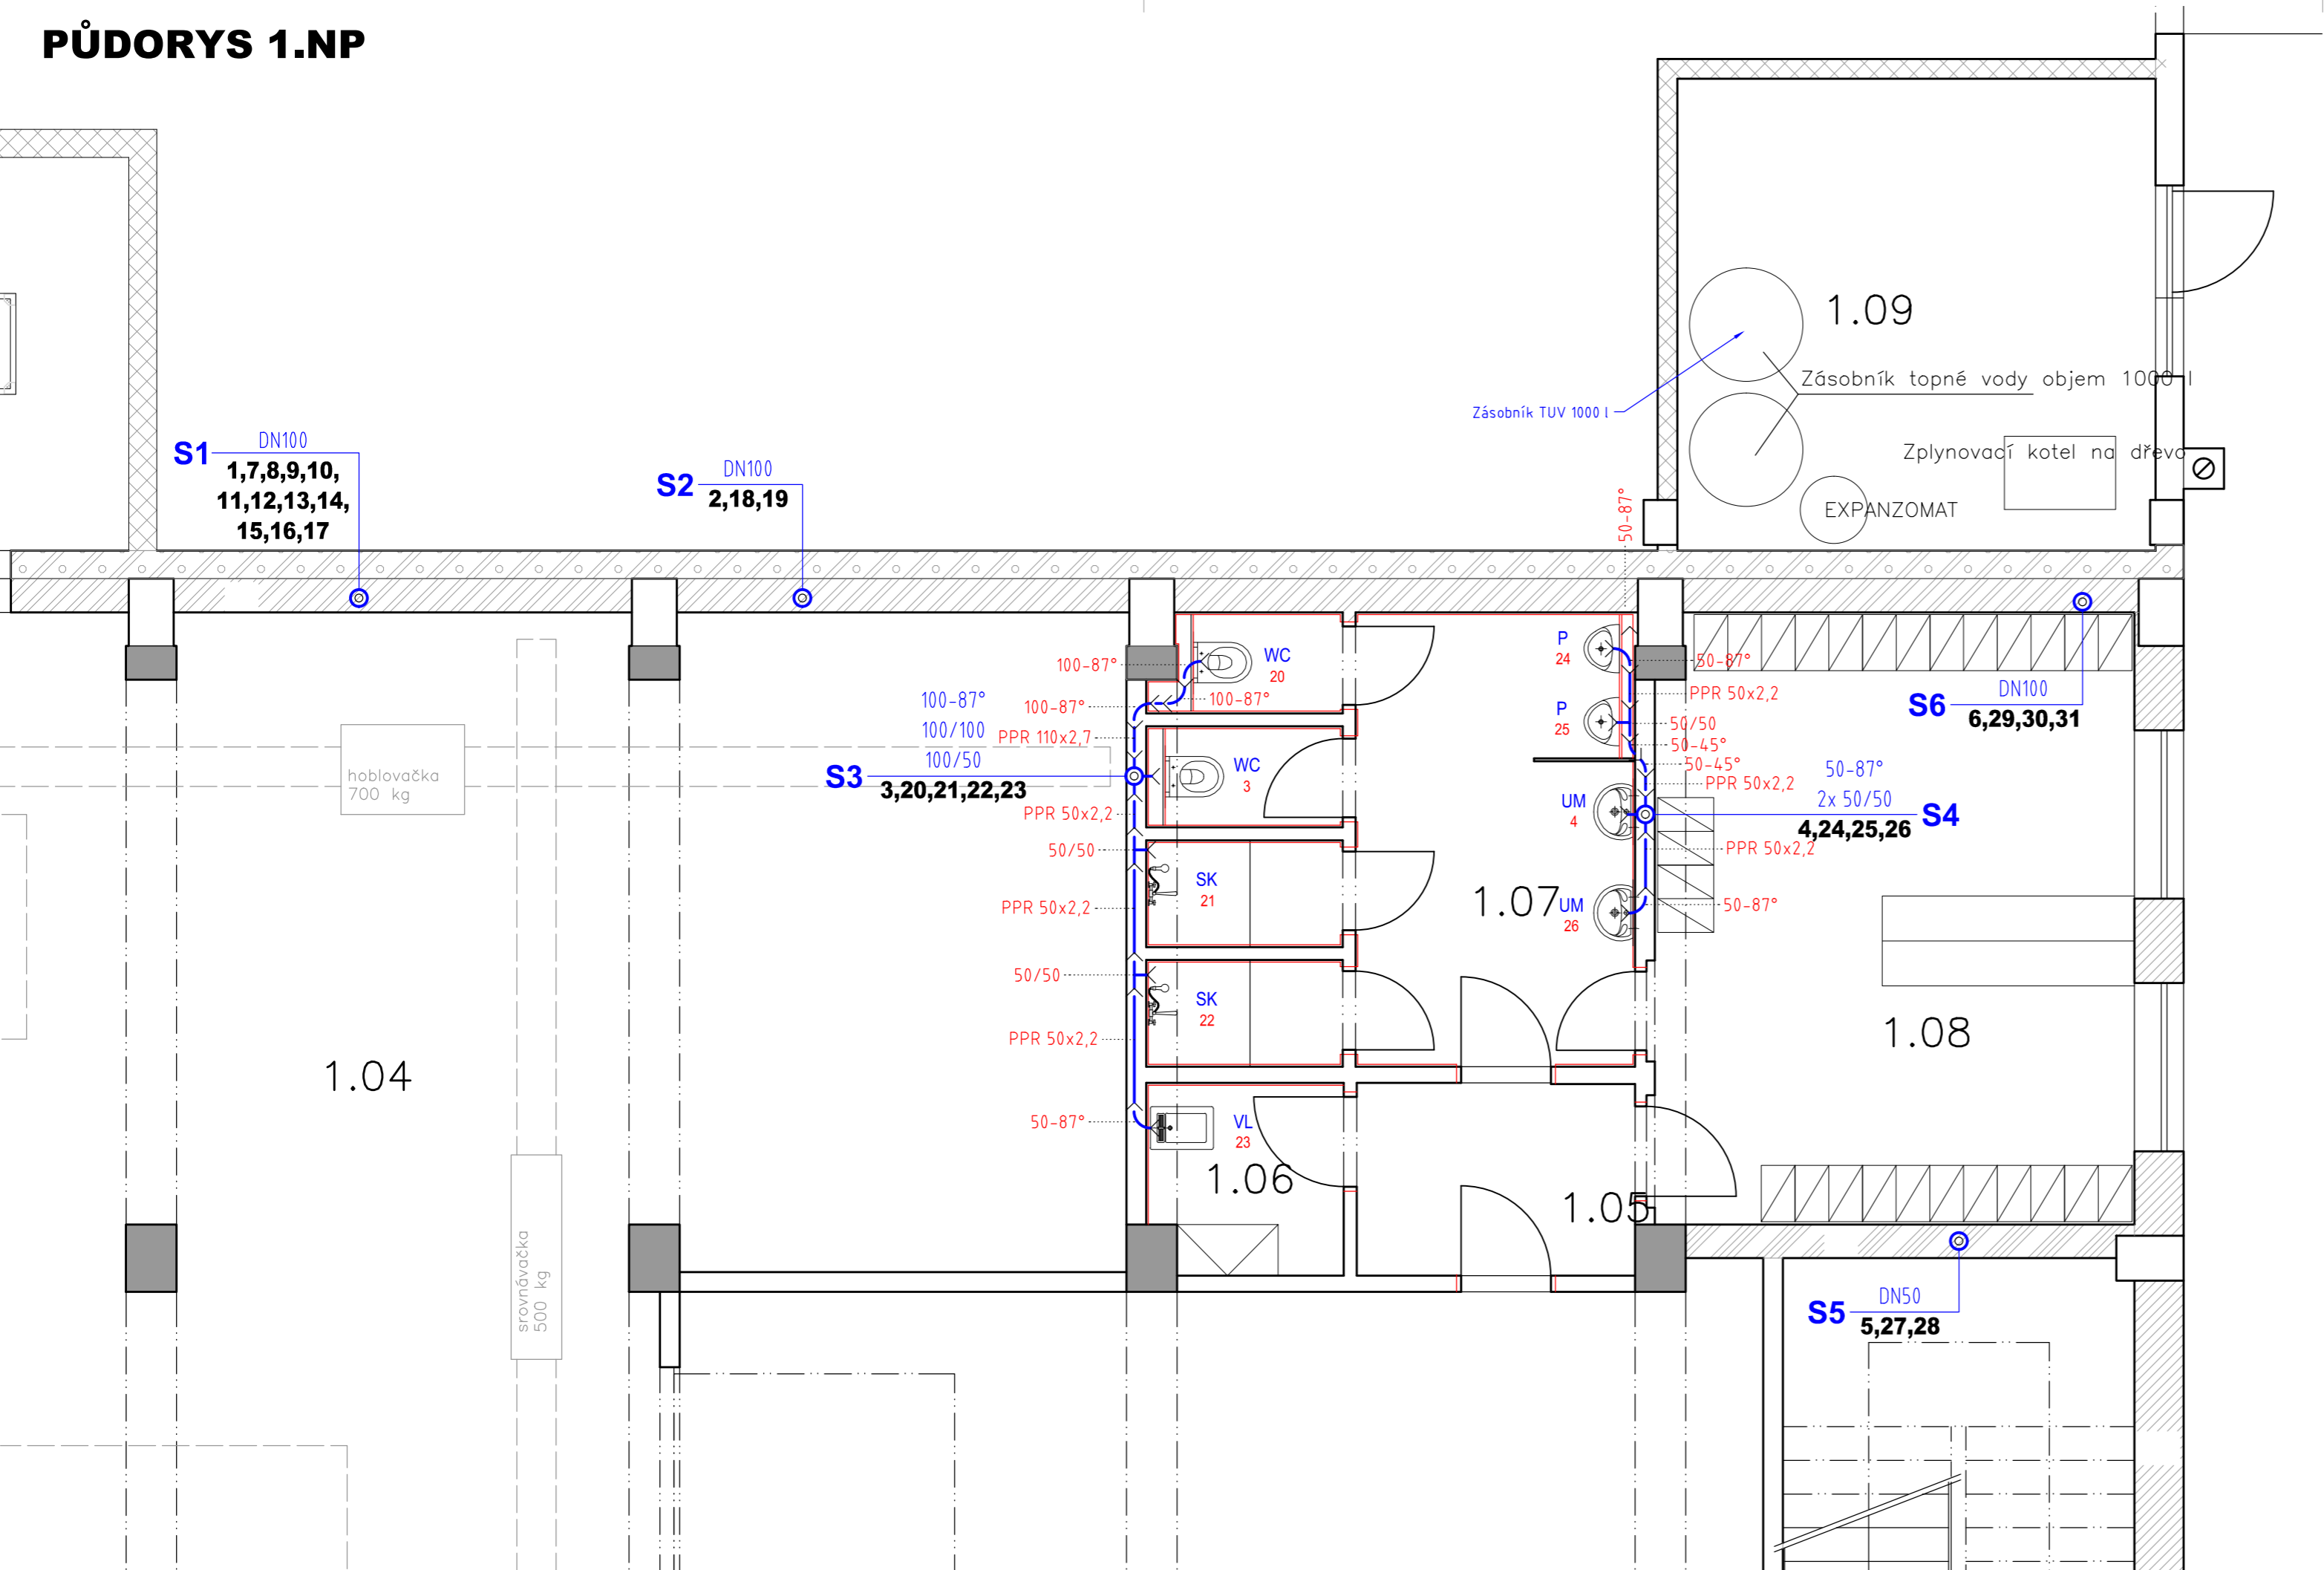 PŮDORYS 1.NP
1.09
Zásobník topné vody objem 1000 l
Zásobník TUV 1000 l
Zplynovací kotel na dřevo
EXPANZOMAT
S1
DN100
1,7,8,9,10,
11,12,13,14,
15,16,17
S2
DN100
2,18,19
50-87°
WC
20
100-87°
100-87°
100-87°
100-87°
100/100
100/50
PPR 110x2,7
S3
3,20,21,22,23
WC
3
PPR 50x2,2
50/50
SK
21
PPR 50x2,2
50/50
SK
22
PPR 50x2,2
50-87°
VL
23
1.06
P
24
50-87°
PPR 50x2,2
P
25
50/50
50-45°
50-45°
PPR 50x2,2
UM
4
50-87°
2x 50/50
S4
4,24,25,26
PPR 50x2,2
1.07
UM
26
50-87°
S6
DN100
6,29,30,31
1.08
1.05
S5
DN50
5,27,28
hoblovačka
700 kg
1.04
srovnávačka
500 kg